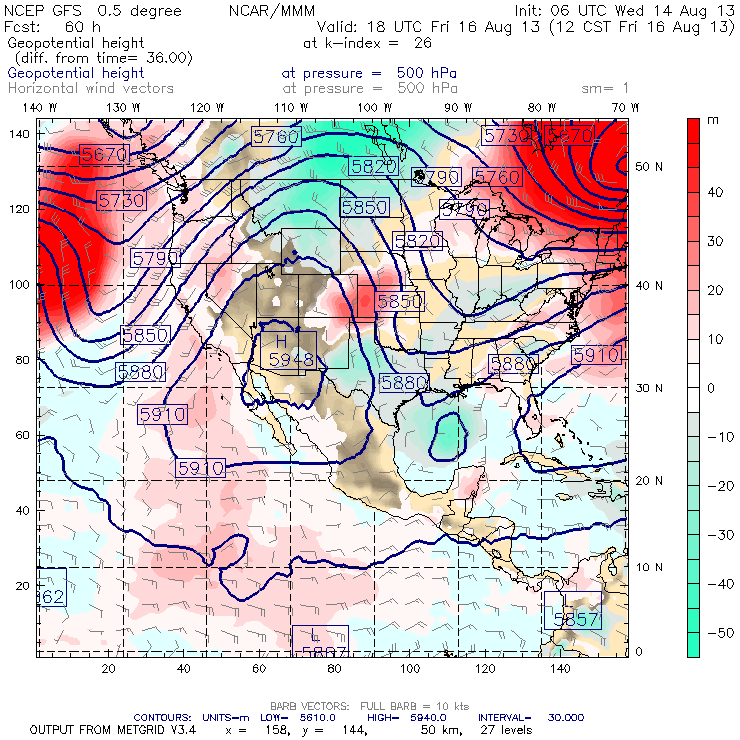 NCEP GFS 0.5 degree NCAR/MMM Init: 06 UTC Wed 14 Aug 13
Fcst: 60 h Valid: 18 UTC Fri 16 Aug 13 (12 CST Fri 16 Aug 13)
Geopotential height at k-index = 26
(diff. from time= 36.00)
Geopotential height at pressure = 500 hPa
Horizontal wind vectors at pressure = 500 hPa sm= 1
140 W 130 W 120 W 110 W 100 W 90 W 80 W 70 W
140 5760 5730 5670 m
5670 5820 50 N
5790 5760
120 5730 5850 5790 40
5820
5790 30
100 5850 40 N 20
5850 5910 10
80 H 5948 5880
5880 5880 30 N 0
5910
60 -10
5910 20 N -20
40
-30
10 N
20 62 -40
L 5857
L -50
0
20 40 60 80 100 120 140
BARB VECTORS: FULL BARB = 10 kts
CONTOURS: UNITS=m LOW= 5610.0 HIGH= 5940.0 INTERVAL= 30.000
OUTPUT FROM METGRID V3.4 x = 158, y = 144, 50 km, 27 levels